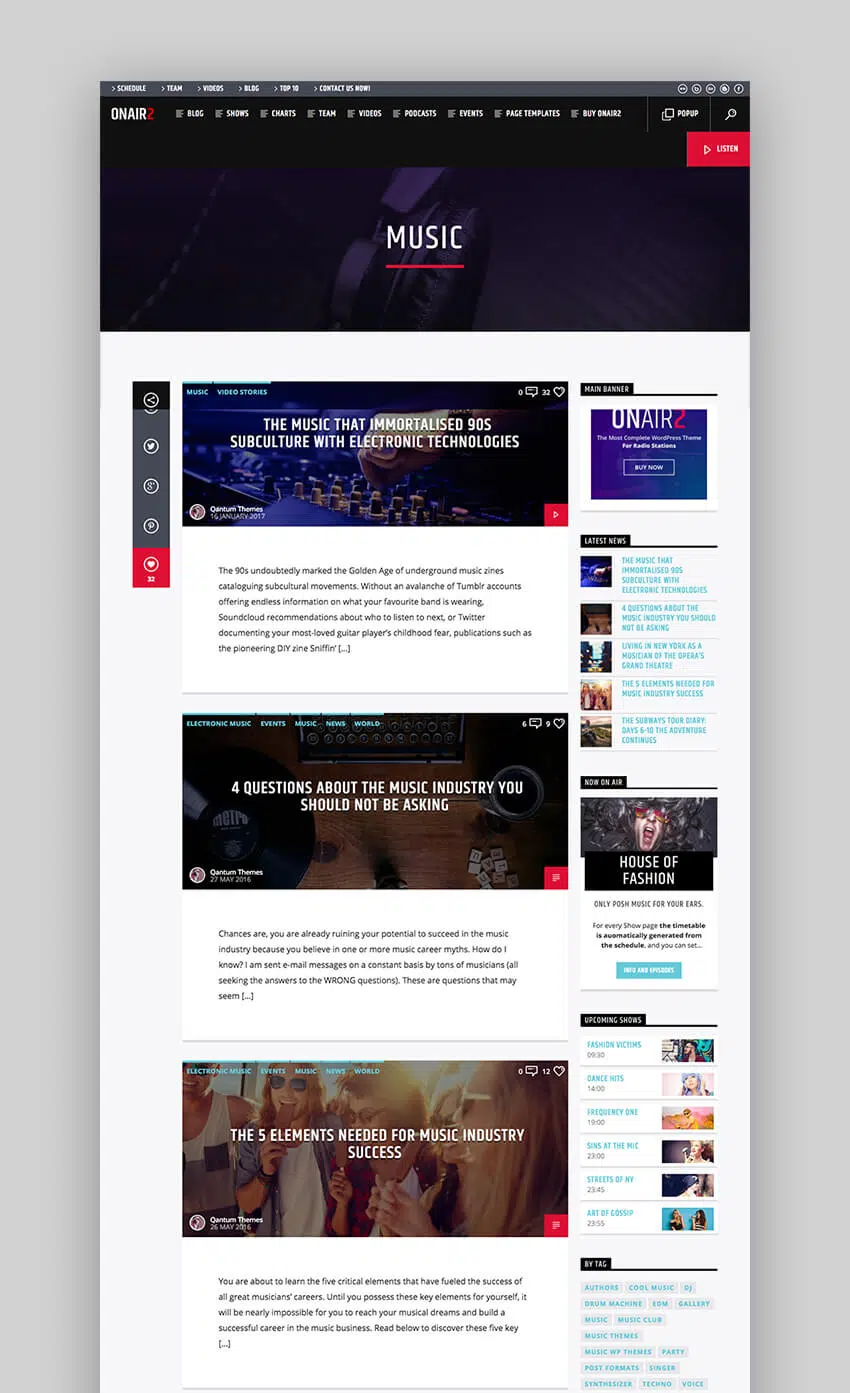 SCHEDULE TEAM VIDEOS BLOG TOP 10 CONTACT US NOW!
ONAIR2 BLOG SHOWS CHARTS TEAM VIDEOS PODCASTS EVENTS PAGE TEMPLATES BUY ONAIR2 POPUP
LISTEN
MUSIC
32
MUSIC VIDEO STORIES 0 32
THE MUSIC THAT IMMORTALISED 90S
SUBCULTURE WITH ELECTRONIC TECHNOLOGIES
Qantum Themes
16 JANUARY 2017
The 90s undoubtedly marked the Golden Age of underground music zines
cataloguing subcultural movements. Without an avalanche of Tumblr accounts
offering endless information on what your favourite band is wearing,
Soundcloud recommendations about who to listen to next, or Twitter
documenting your most-loved guitar player's childhood fear, publications such as
the pioneering DIY zine Sniffin' [...]
ELECTRONIC MUSIC EVENTS MUSIC NEWS WORLD 6 9
4 QUESTIONS ABOUT THE MUSIC INDUSTRY YOU
SHOULD NOT BE ASKING
metro
Qantum Themes
27 MAY 2016
Chances are, you are already ruining your potential to succeed in the music
industry because you believe in one or more music career myths. How do I
know? I am sent e-mail messages on a constant basis by tons of musicians (all
seeking the answers to the WRONG questions). These are questions that may
seem [...]
ELECTRONIC MUSIC EVENTS MUSIC NEWS WORLD 0 12
THE 5 ELEMENTS NEEDED FOR MUSIC INDUSTRY
SUCCESS
Qantum Themes
26 MAY 2016
You are about to learn the five critical elements that have fueled the success of
all great musicians' careers. Until you possess these key elements for yourself, it
will be nearly impossible for you to reach your musical dreams and build a
successful career in the music business. Read below to discover these five key
[...]
MAIN BANNER
ONAIR2
The Most Complete WordPress Theme
For Radio Stations
BUY NOW
LATEST NEWS
THE MUSIC THAT
IMMORTALISED 90S
SUBCULTURE WITH
ELECTRONIC TECHNOLOGIES
4 QUESTIONS ABOUT THE
MUSIC INDUSTRY YOU SHOULD
NOT BE ASKING
LIVING IN NEW YORK AS A
MUSICIAN OF THE OPERA'S
GRAND THEATRE
THE 5 ELEMENTS NEEDED FOR
MUSIC INDUSTRY SUCCESS
THE SUBWAYS TOUR DIARY:
DAYS 6-10 THE ADVENTURE
CONTINUES
NOW ON AIR
HOUSE OF
FASHION
ONLY POSH MUSIC FOR YOUR EARS.
For every Show page the timetable
is auomatically generated from
the schedule, and you can set...
INFO AND EPISODES
UPCOMING SHOWS
FASHION VICTIMS
09:30
DANCE HITS
14:00
FREQUENCY ONE
19:00
SINS AT THE MIC
23:00
STREETS OF NY
23:45
ART OF GOSSIP
23:55
BY TAG
AUTHORS COOL MUSIC DJ
DRUM MACHINE EDM GALLERY
MUSIC MUSIC CLUB
MUSIC THEMES
MUSIC WP THEMES PARTY
POST FORMATS SINGER
SYNTHESIZER TECHNO VOICE